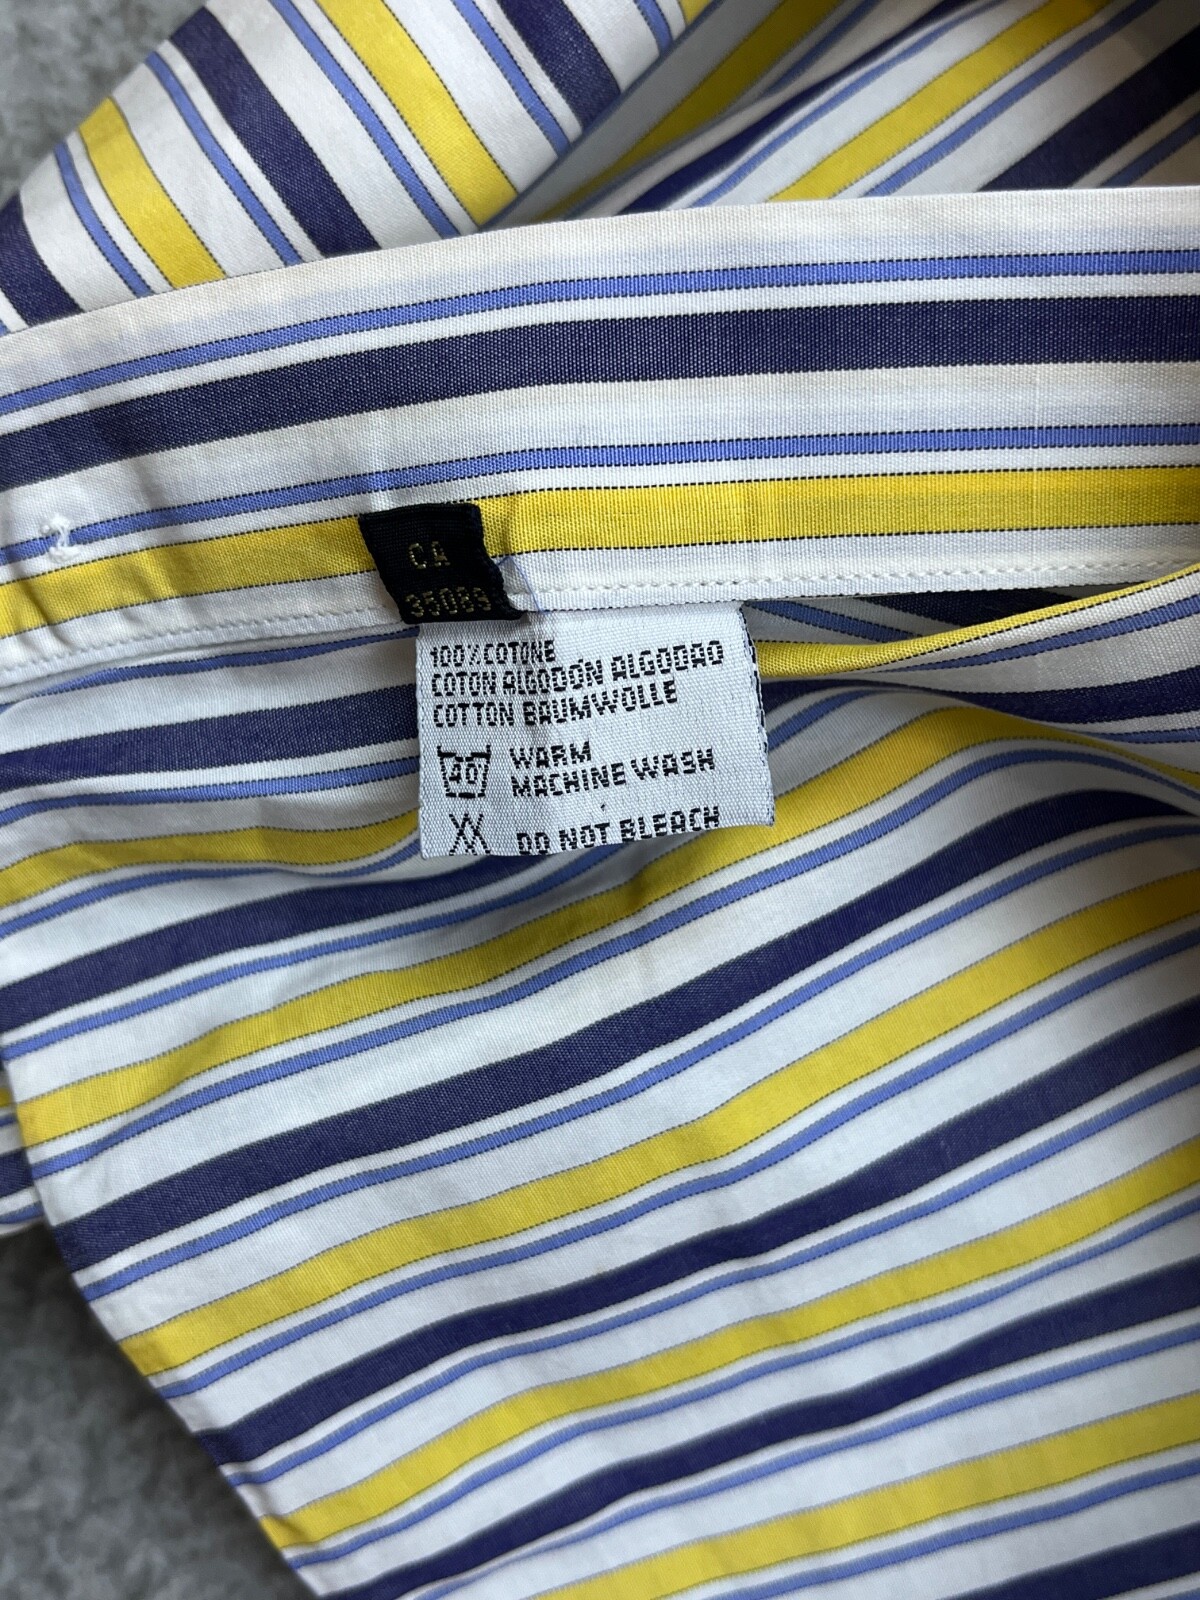 CA
35089
100%COTONE
COTON ALGODÓN ALGODAO
COTTON BAUMWOLLE
40 WARM
MACHINE WASH
DO NOT BLEACH